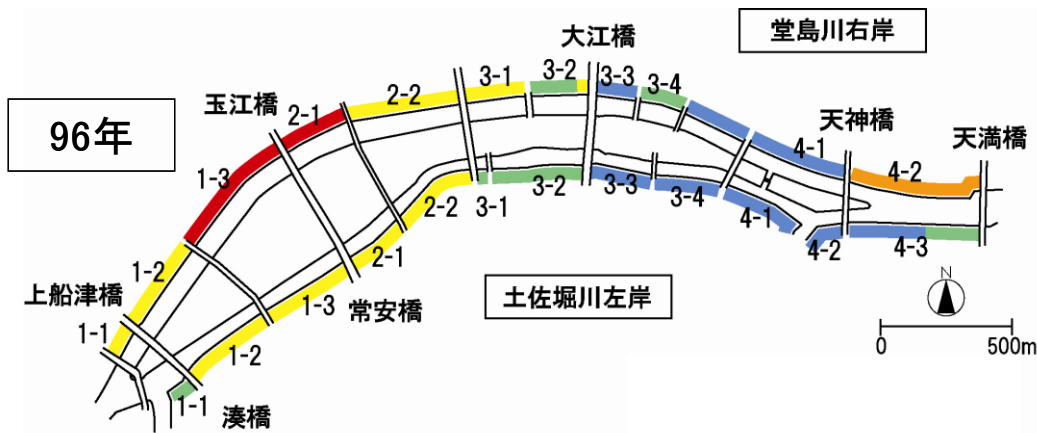 堂島川右岸
大江橋
3-1
3-2
3-3
3-4
2-2
玉江橋
2-1
96年
天神橋
天満橋
4-1
4-2
1-3
3-2
3-3
3-4
3-1
2-2
4-1
4-2
4-3
2-1
1-2
上船津橋
1-3
常安橋
土佐堀川左岸
N
1-1
1-2
0
500m
1-1
湊橋